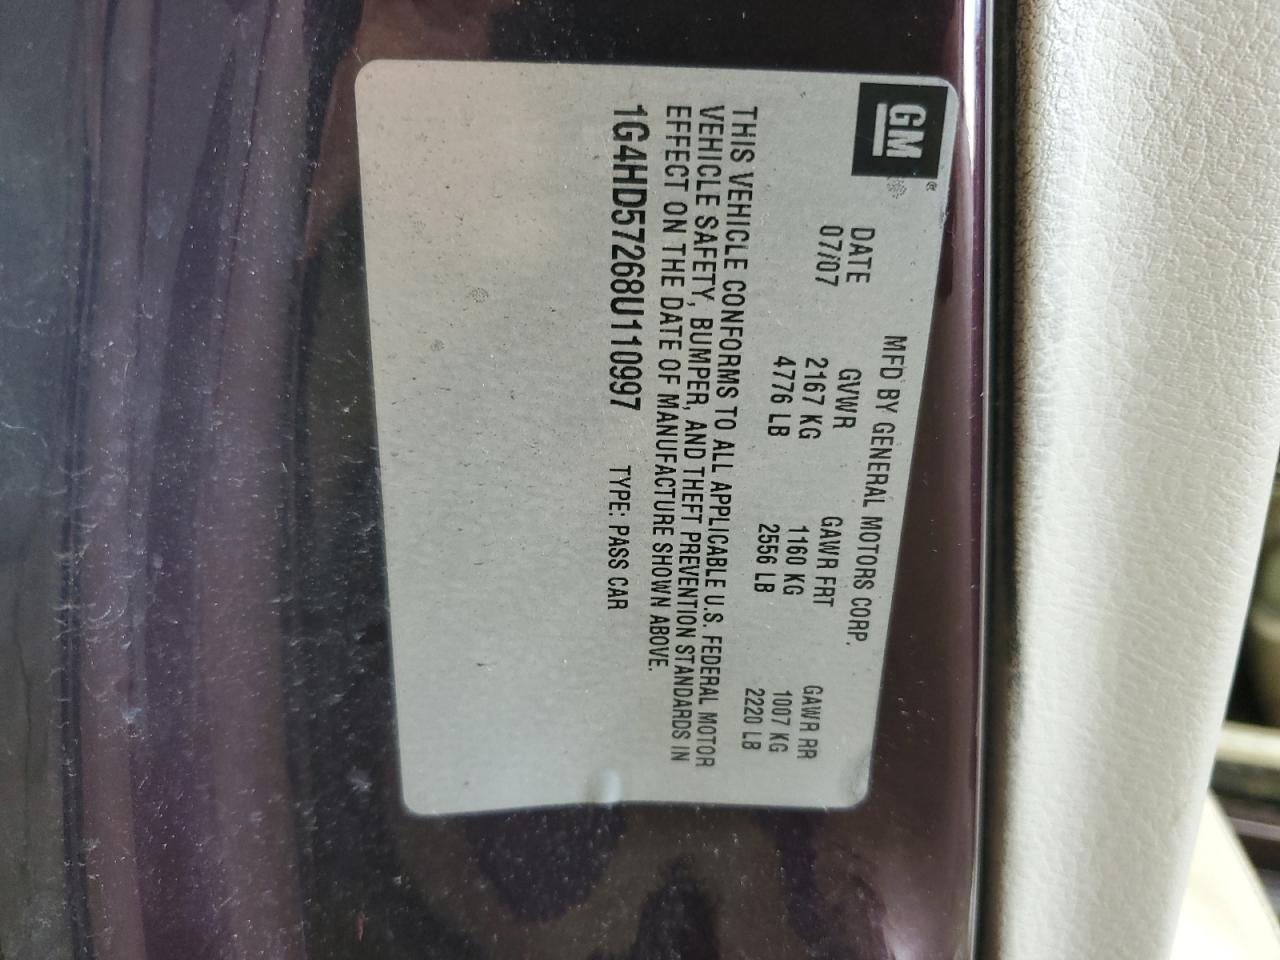 GM
MFD BY GENERAL MOTORS CORP.
DATE GVWR GAWR FRT GAWR RR
07/07 2167 KG 1160 KG 1007 KG
4776 LB 2556 LB 2220 LB
THIS VEHICLE CONFORMS TO ALL APPLICABLE U.S. FEDERAL MOTOR
VEHICLE SAFETY, BUMPER, AND THEFT PREVENTION STANDARDS IN
EFFECT ON THE DATE OF MANUFACTURE SHOWN ABOVE.
1G4HD57268U110997 TYPE: PASS CAR